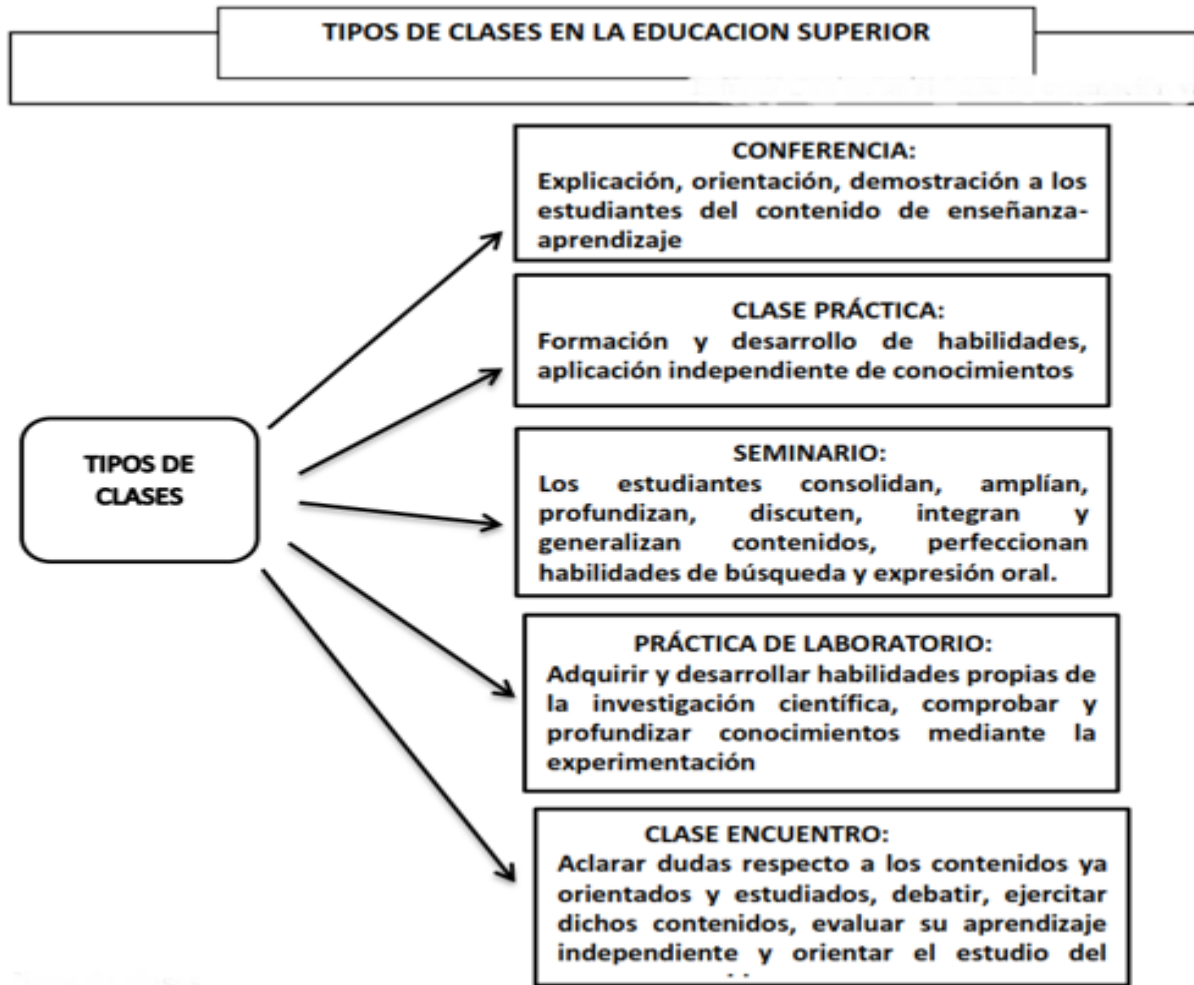 TIPOS DE CLASES EN LA EDUCACION SUPERIOR
CONFERENCIA:
Explicación, orientación, demostración a los
estudiantes del contenido de enseñanza-
aprendizaje
CLASE PRÁCTICA:
Formación y desarrollo de habilidades,
aplicación independiente de conocimientos
TIPOS DE
CLASES
SEMINARIO:
Los estudiantes consolidan, amplían,
profundizan, discuten, integran y
generalizan contenidos, perfeccionan
habilidades de búsqueda y expresión oral.
PRÁCTICA DE LABORATORIO:
Adquirir y desarrollar habilidades propias de
la investigación científica, comprobar y
profundizar conocimientos mediante la
experimentación
CLASE ENCUENTRO:
Aclarar dudas respecto a los contenidos ya
orientados y estudiados, debatir, ejercitar
dichos contenidos, evaluar su aprendizaje
independiente y orientar el estudio del